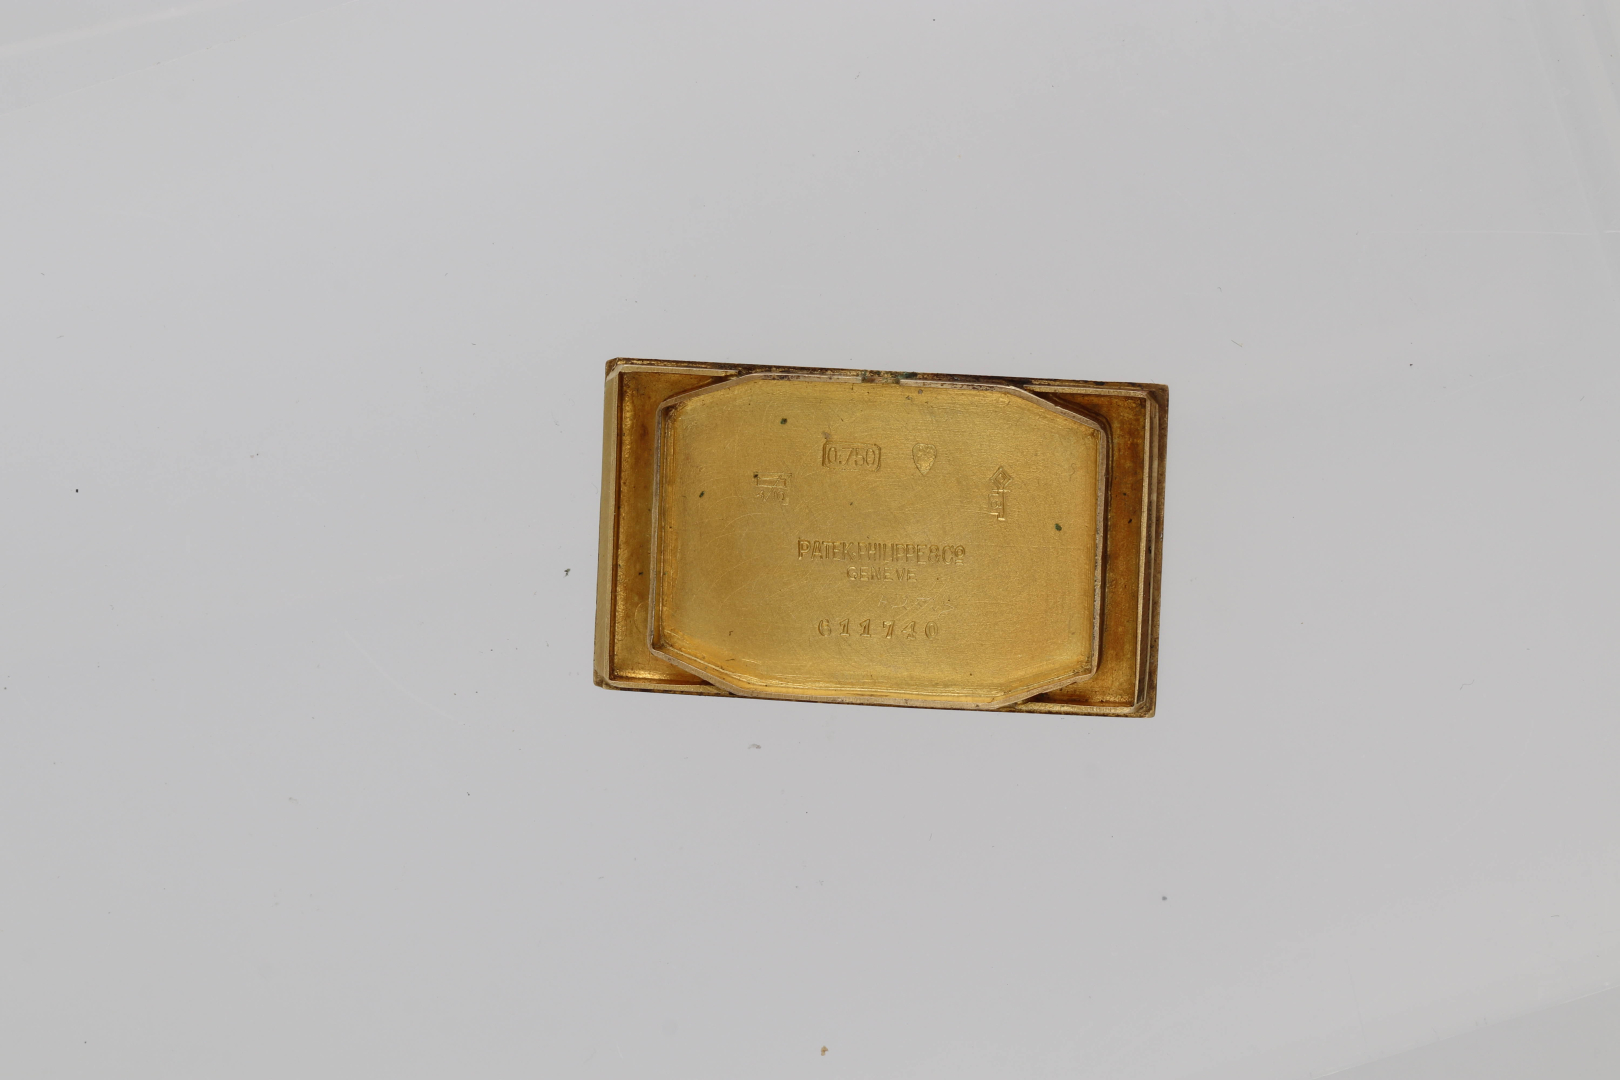 0.750
PATEK PHILIPPE & Co
GENEVE
611740